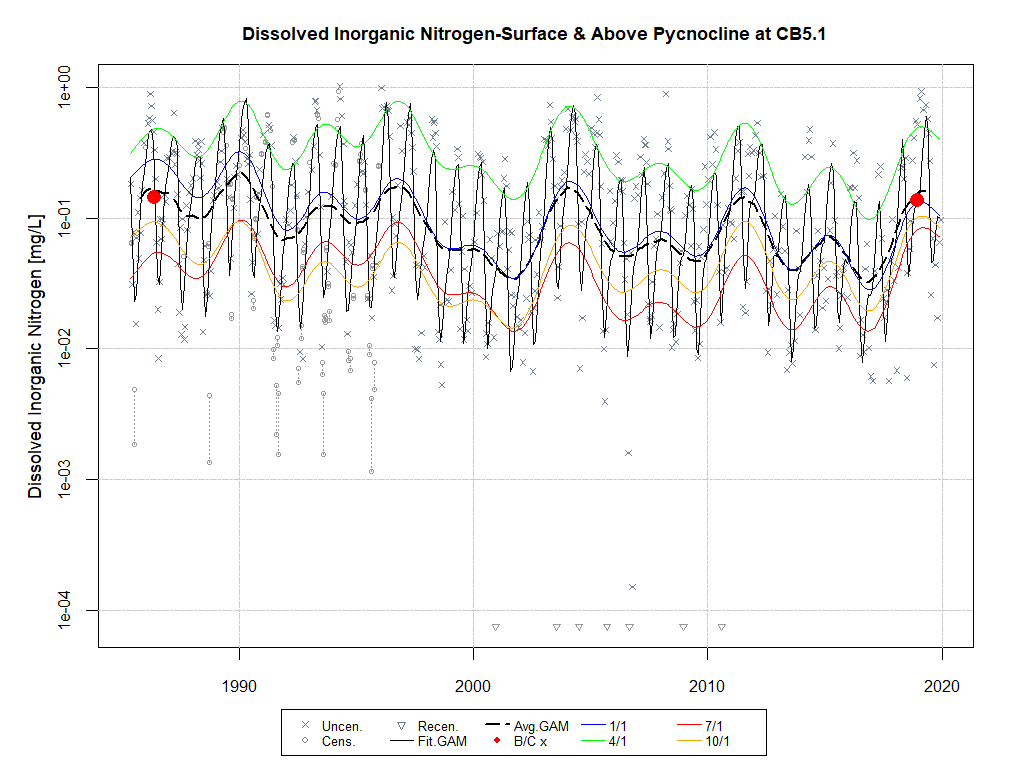 Dissolved Inorganic Nitrogen-Surface & Above Pycnocline at CB5.1
Dissolved Inorganic Nitrogen [mg/L]
1e+00
1e-01
1e-02
1e-03
1e-04
1990 2000 2010 2020
Uncen. Recen. Avg.GAM 1/1 7/1
Cens. Fit.GAM B/C x 4/1 10/1